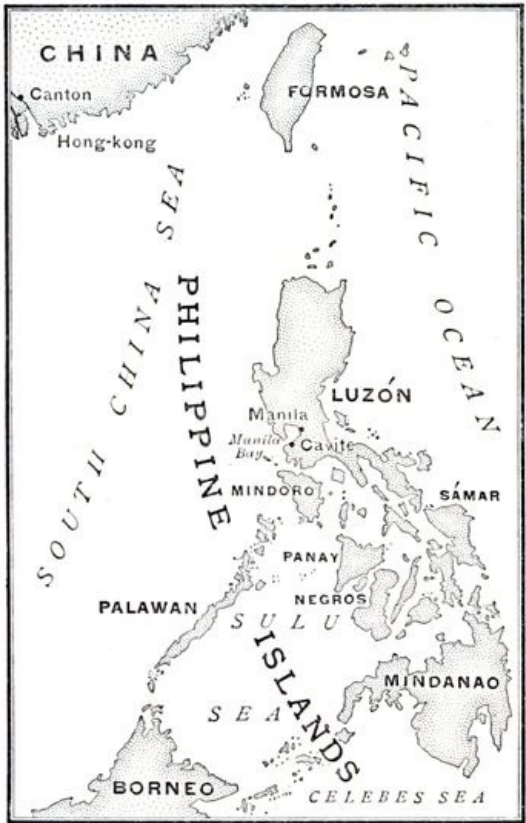 CHINA
Canton
Hong-kong
FORMOSA
PACIFIC OCEAN
SOUTH CHINA SEA
PHILIPPINE ISLANDS
LUZÓN
Manila
Manila
Bay
Cavite
MINDORO
SÁMAR
PANAY
NEGROS
PALAWAN
SULU SEA
MINDANAO
BORNEO
CELEBES SEA